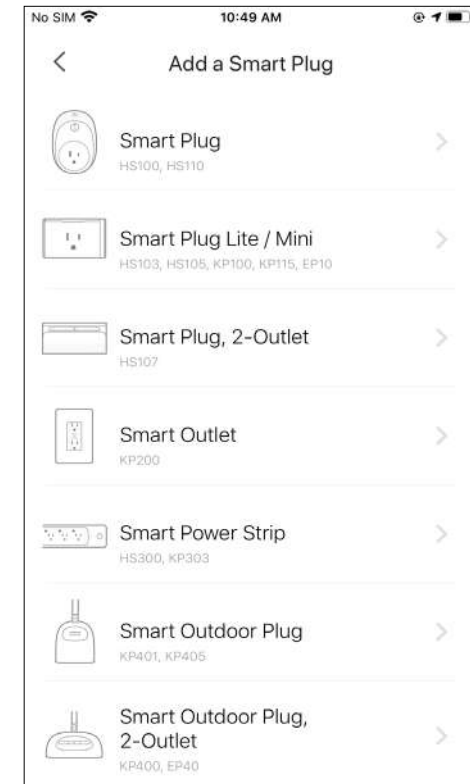 No SIM 10:49 AM
Add a Smart Plug
Smart Plug
HS100, HS110
Smart Plug Lite / Mini
HS103, HS105, KP100, KP115, EP10
Smart Plug, 2-Outlet
HS107
Smart Outlet
KP200
Smart Power Strip
HS300, KP303
Smart Outdoor Plug
KP401, KP405
Smart Outdoor Plug,
2-Outlet
KP400, EP40